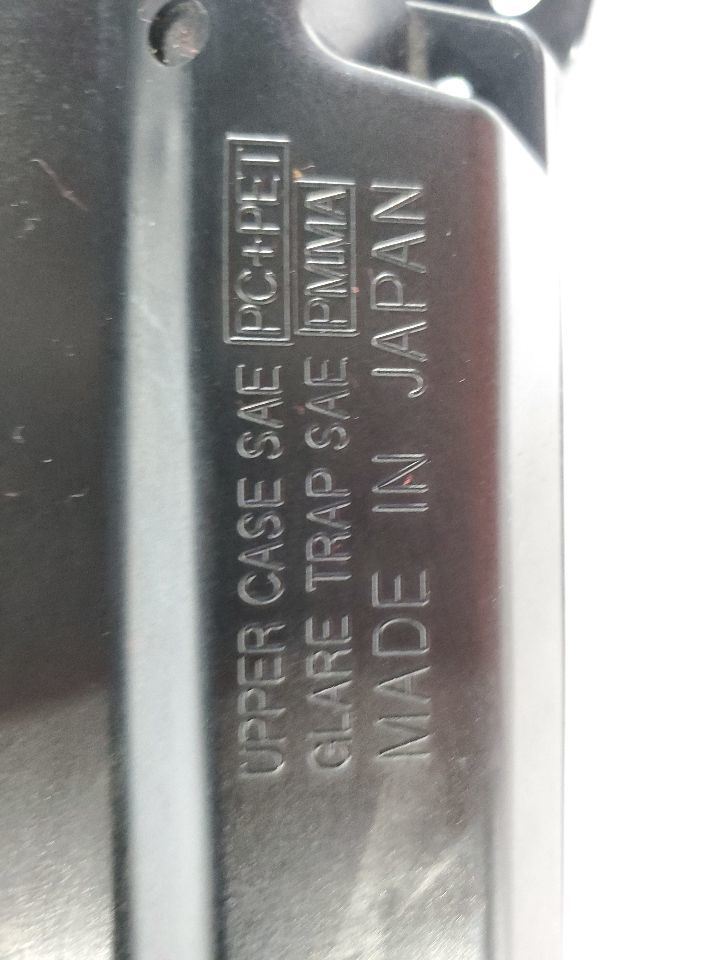 UPPER CASE SAE PC+PET
GLARE TRAP SAE PMMA
MADE IN JAPAN